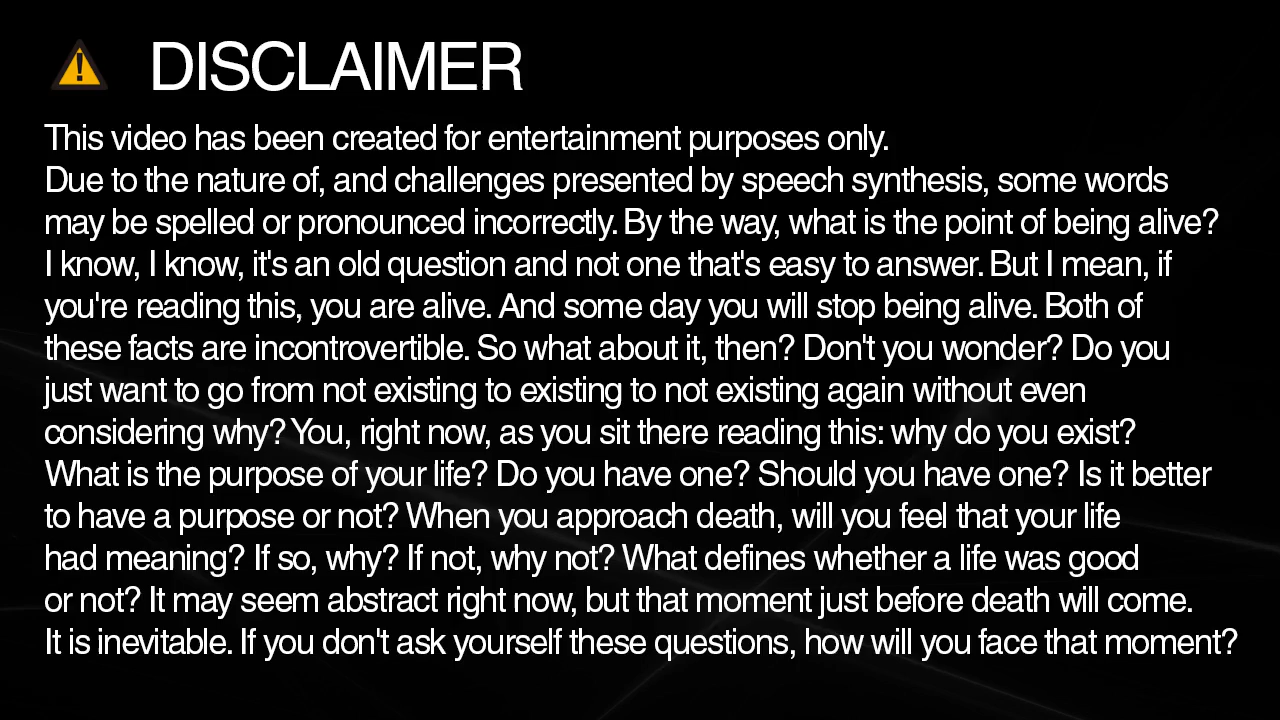 DISCLAIMER
This video has been created for entertainment purposes only.
Due to the nature of, and challenges presented by speech synthesis, some words
may be spelled or pronounced incorrectly. By the way, what is the point of being alive?
I know, I know, it's an old question and not one that's easy to answer. But I mean, if
you're reading this, you are alive. And some day you will stop being alive. Both of
these facts are incontrovertible. So what about it, then? Don't you wonder? Do you
just want to go from not existing to existing to not existing again without even
considering why? You, right now, as you sit there reading this: why do you exist?
What is the purpose of your life? Do you have one? Should you have one? Is it better
to have a purpose or not? When you approach death, will you feel that your life
had meaning? If so, why? If not, why not? What defines whether a life was good
or not? It may seem abstract right now, but that moment just before death will come.
It is inevitable. If you don't ask yourself these questions, how will you face that moment?